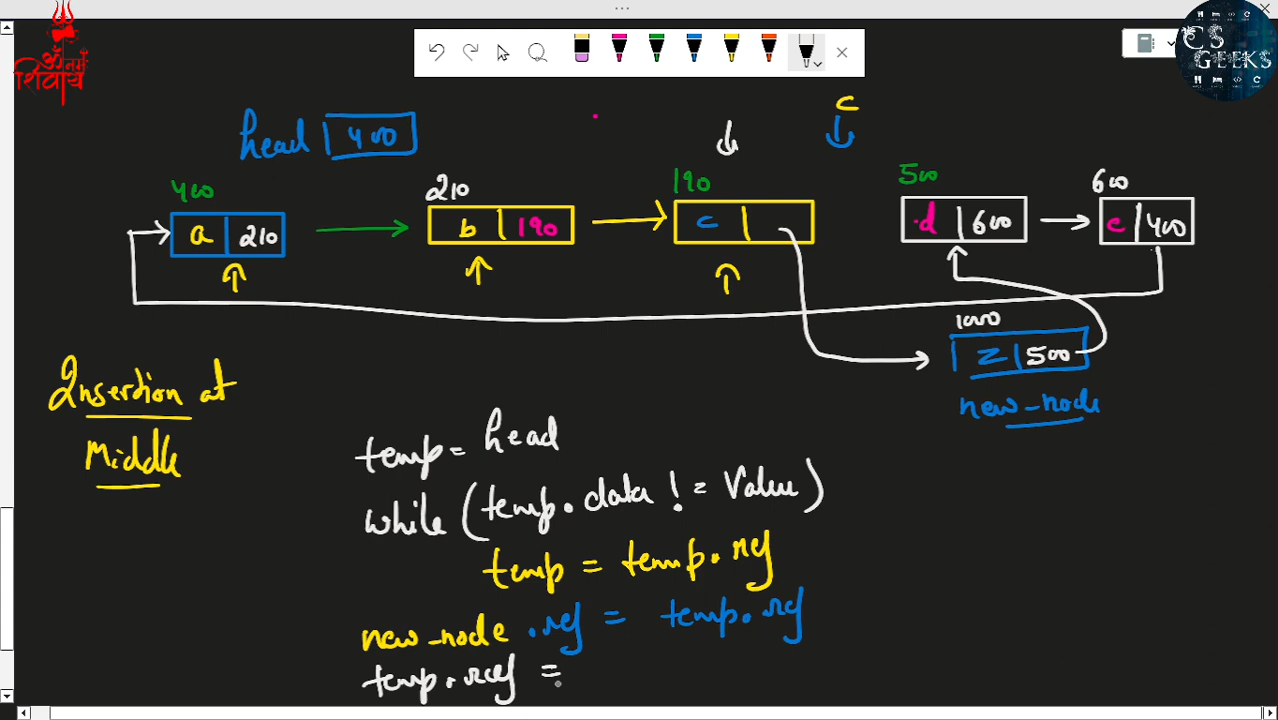 ॐ नमः
शिवाय
CS
GEEKS
c
head 400
400
210
190
500
600
a 210
b 190
c
d 600
e 400
1000
z 500
new_node
Insertion at
Middle
temp = head
while (temp.data != Value)
temp = temp.ref
new_node.ref = temp.ref
temp.ref =